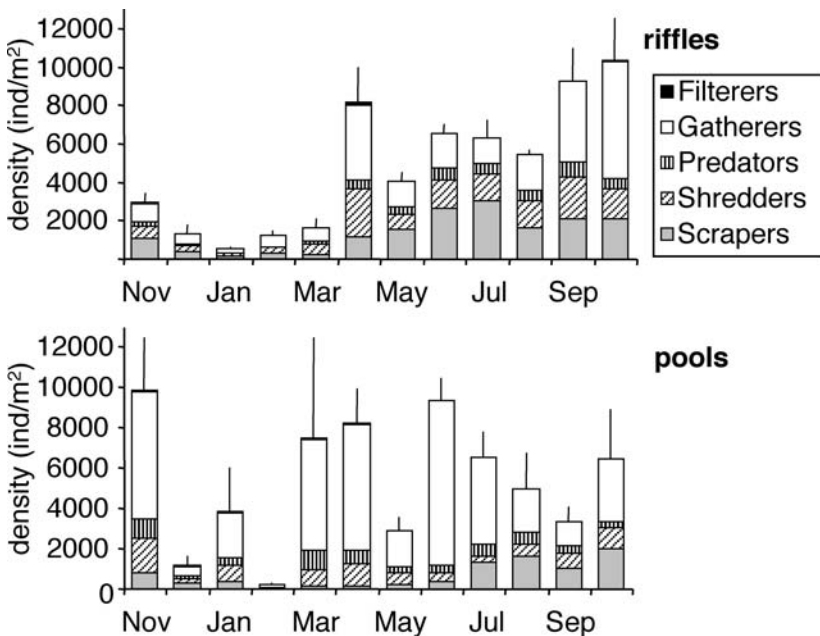 12000
10000
8000
6000
4000
2000
density (ind/m²)
riffles
Filterers
Gatherers
Predators
Shredders
Scrapers
Nov Jan Mar May Jul Sep
12000
10000
8000
6000
4000
2000
0
density (ind/m²)
pools
Nov Jan Mar May Jul Sep